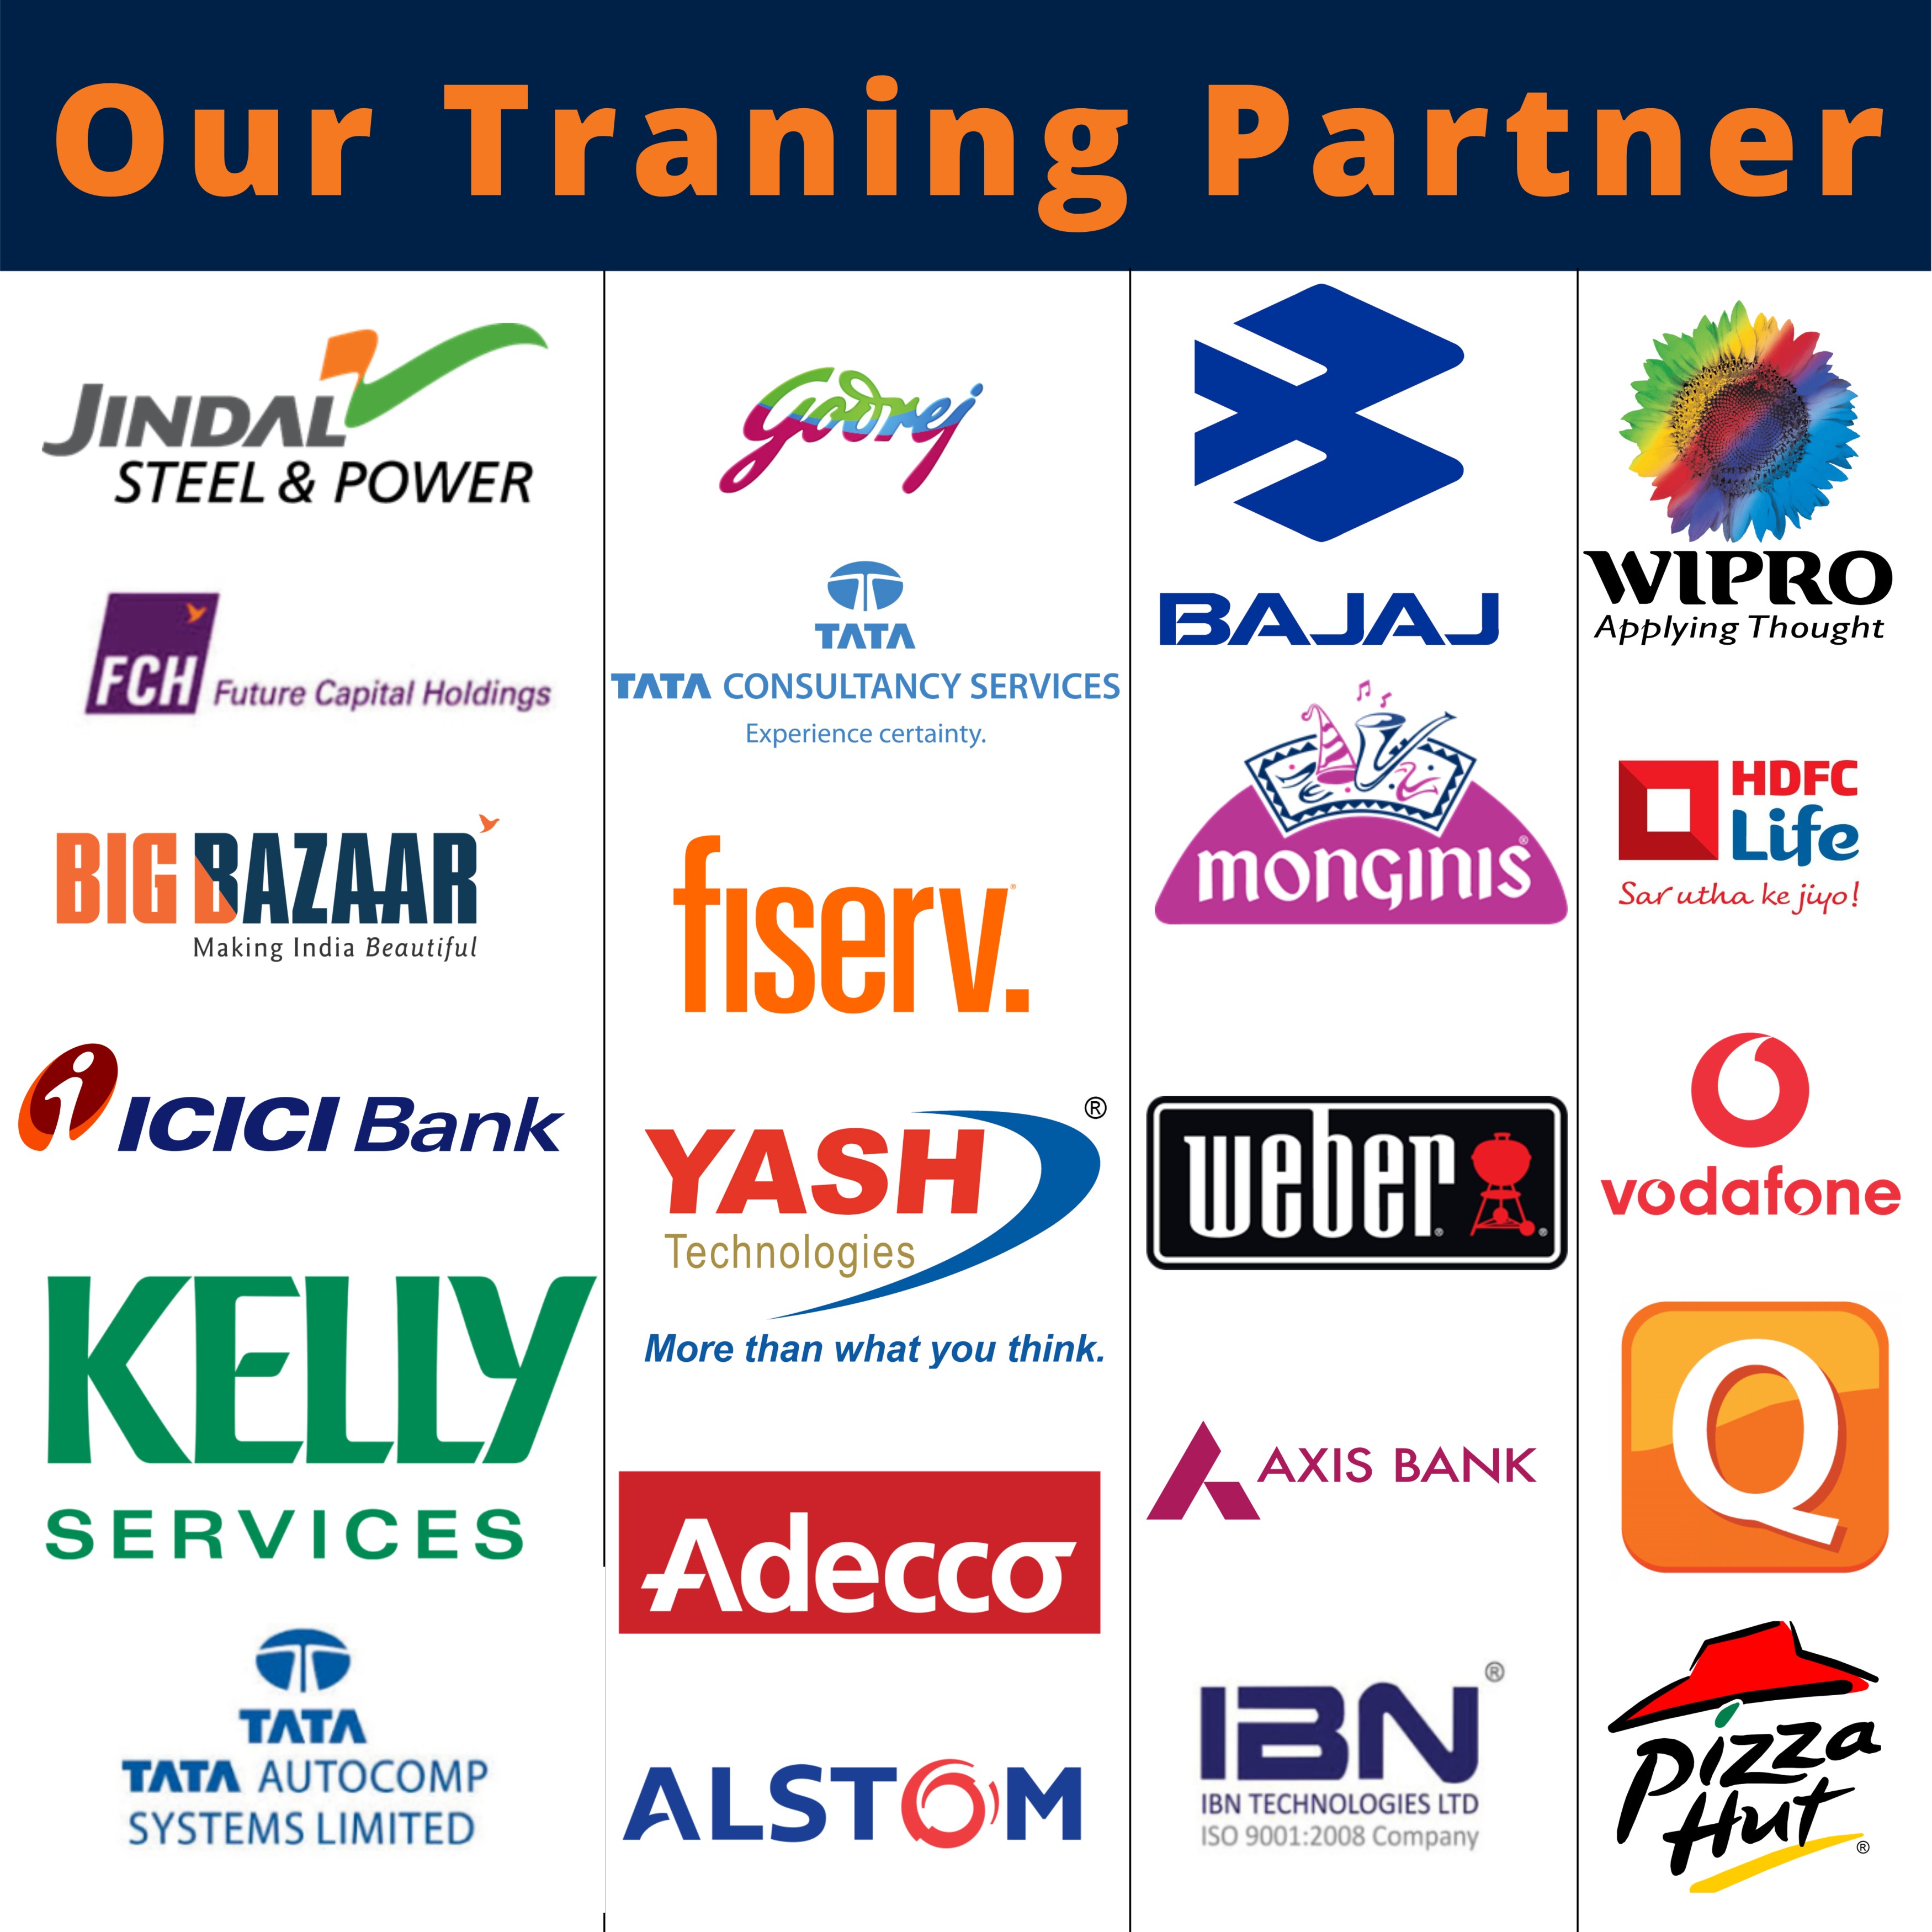 Our Traning Partner
JINDAL
STEEL & POWER
FCH Future Capital Holdings
BIG BAZAAR
Making India Beautiful
i ICICI Bank
KELLY
SERVICES
TATA
TATA AUTOCOMP
SYSTEMS LIMITED
Godrej
TATA
TATA CONSULTANCY SERVICES
Experience certainty.
fiserv.
YASH ®
Technologies
More than what you think.
Adecco
ALSTOM
BAJAJ
MONGINIS ®
weber ® ®
AXIS BANK
IBN ®
IBN TECHNOLOGIES LTD
ISO 9001:2008 Company
WIPRO
Applying Thought
HDFC
Life
Sar utha ke jiyo!
vodafone
Q
Pizza
Hut ®